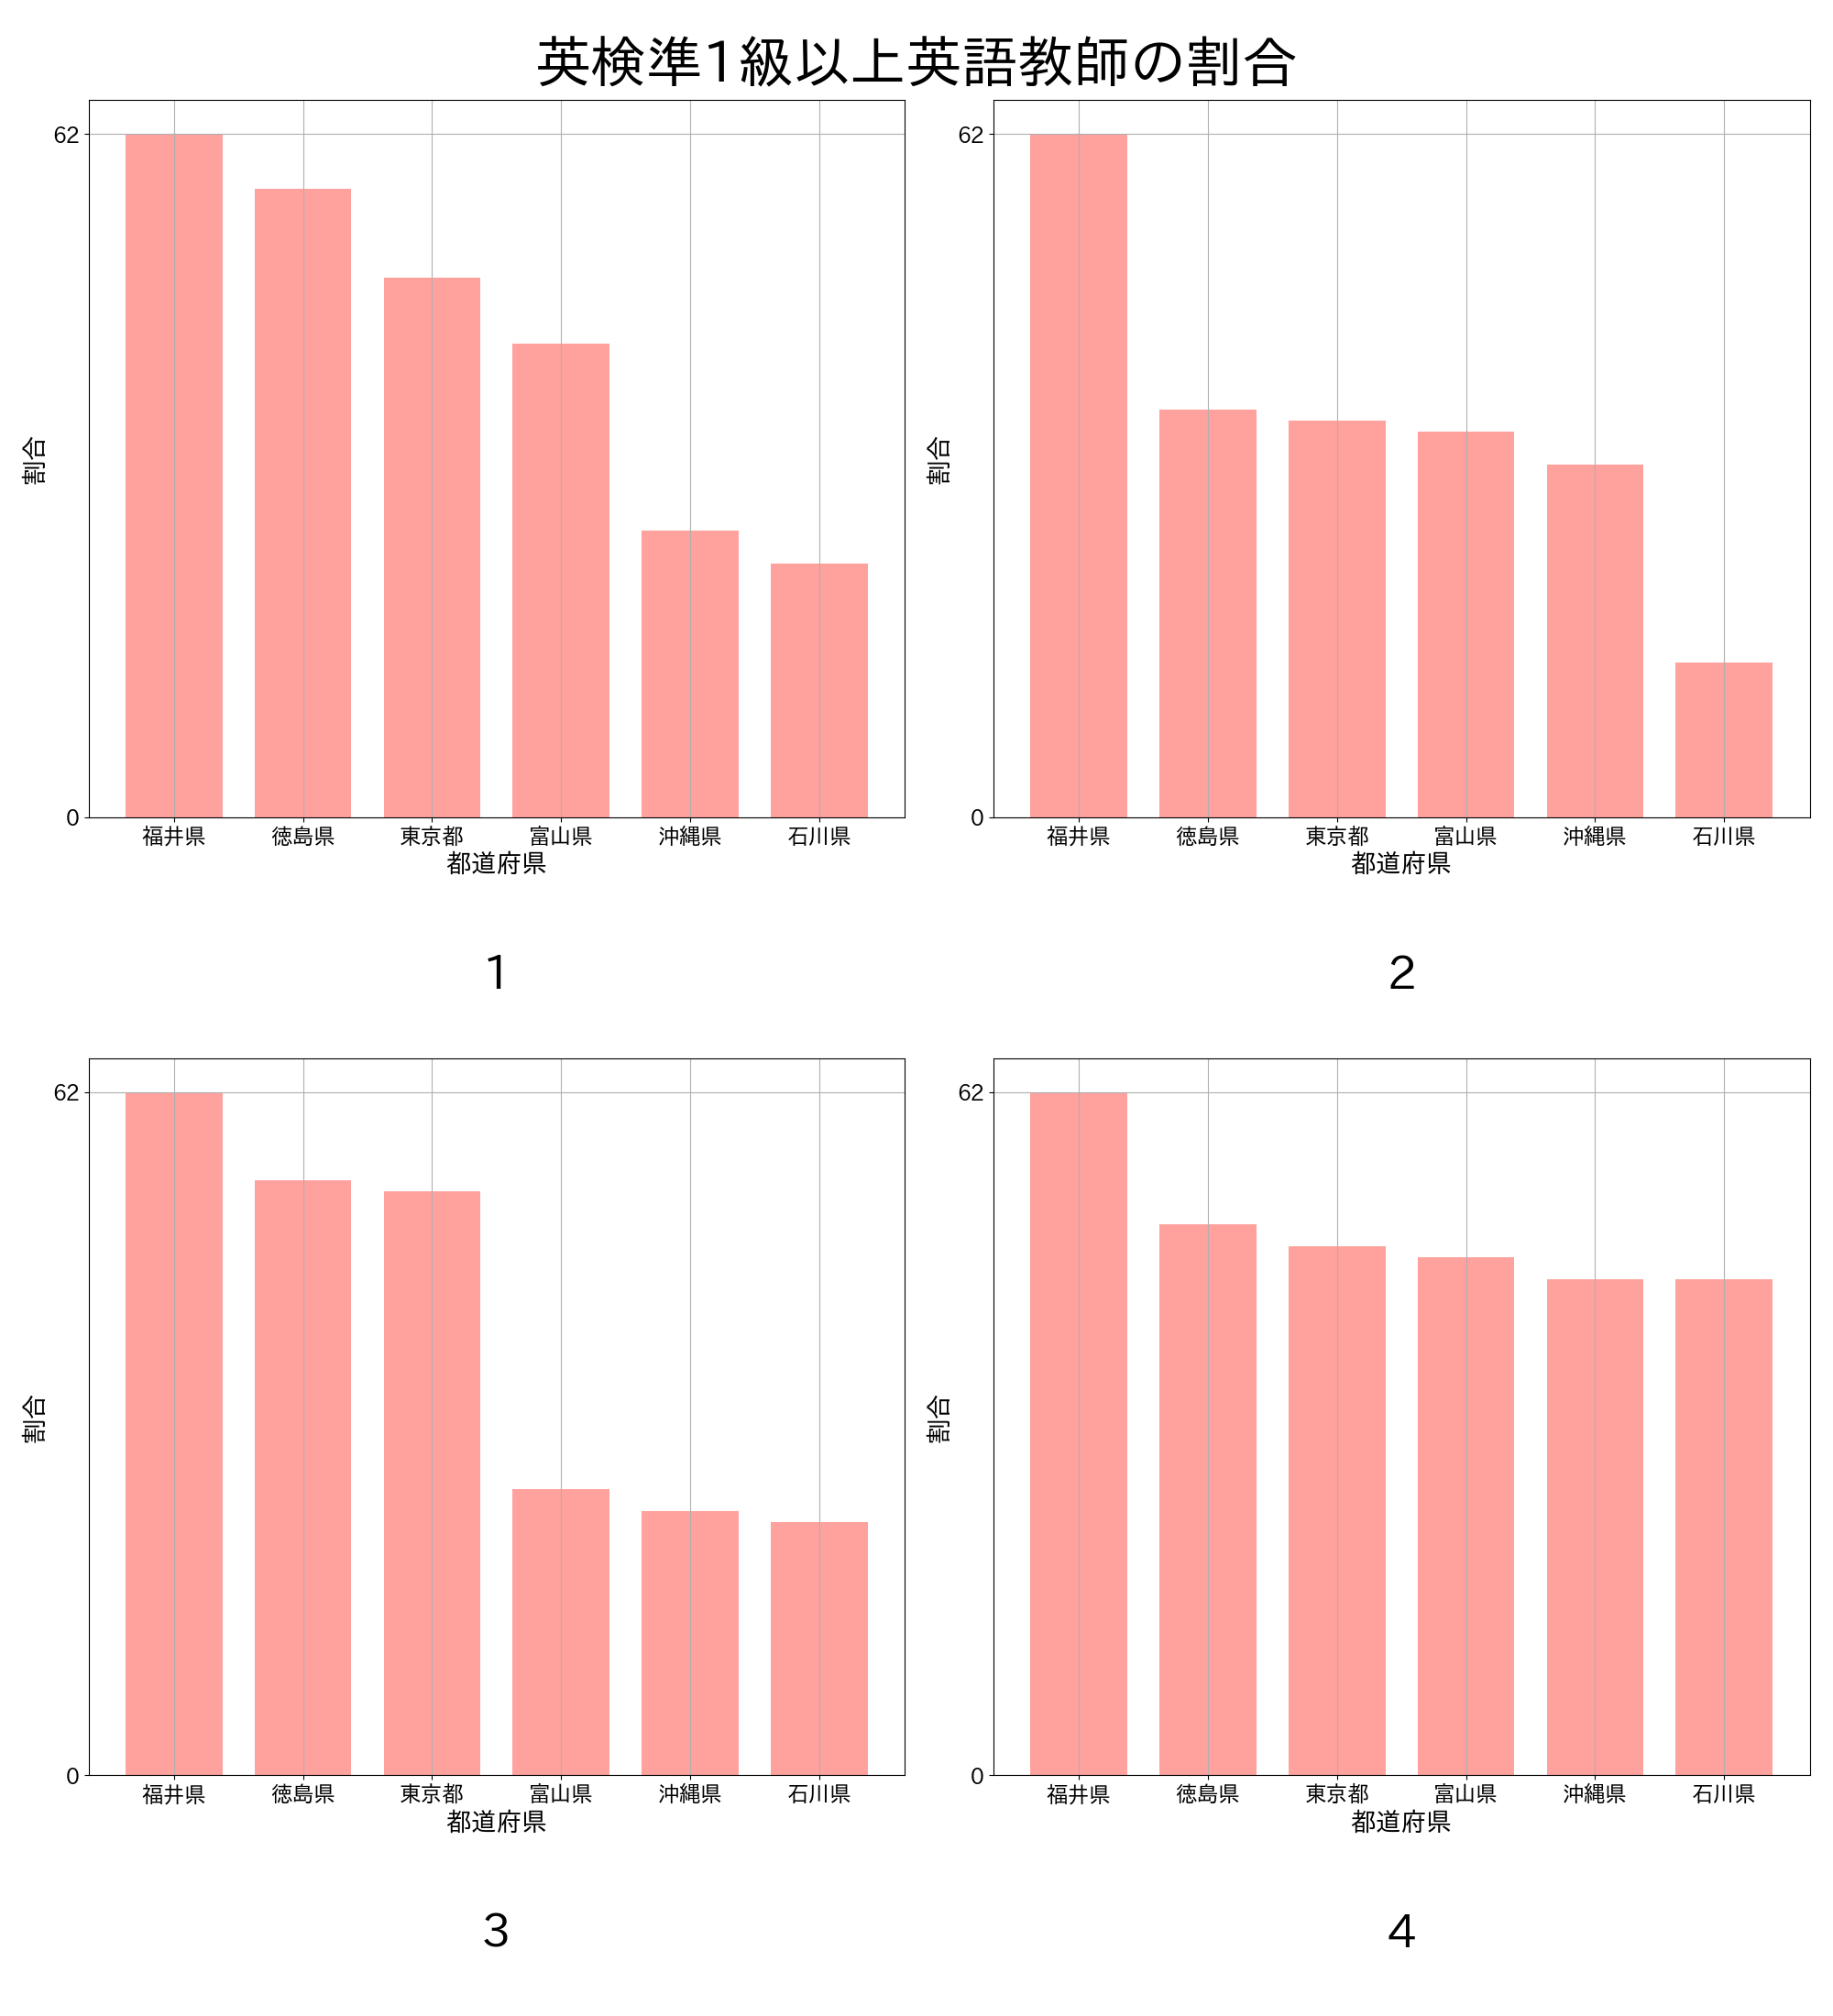 英検準1級以上英語教師の割合
62
0
割合
福井県 徳島県 東京都 富山県 沖縄県 石川県
都道府県
1
62
0
割合
福井県 徳島県 東京都 富山県 沖縄県 石川県
都道府県
2
62
0
割合
福井県 徳島県 東京都 富山県 沖縄県 石川県
都道府県
3
62
0
割合
福井県 徳島県 東京都 富山県 沖縄県 石川県
都道府県
4